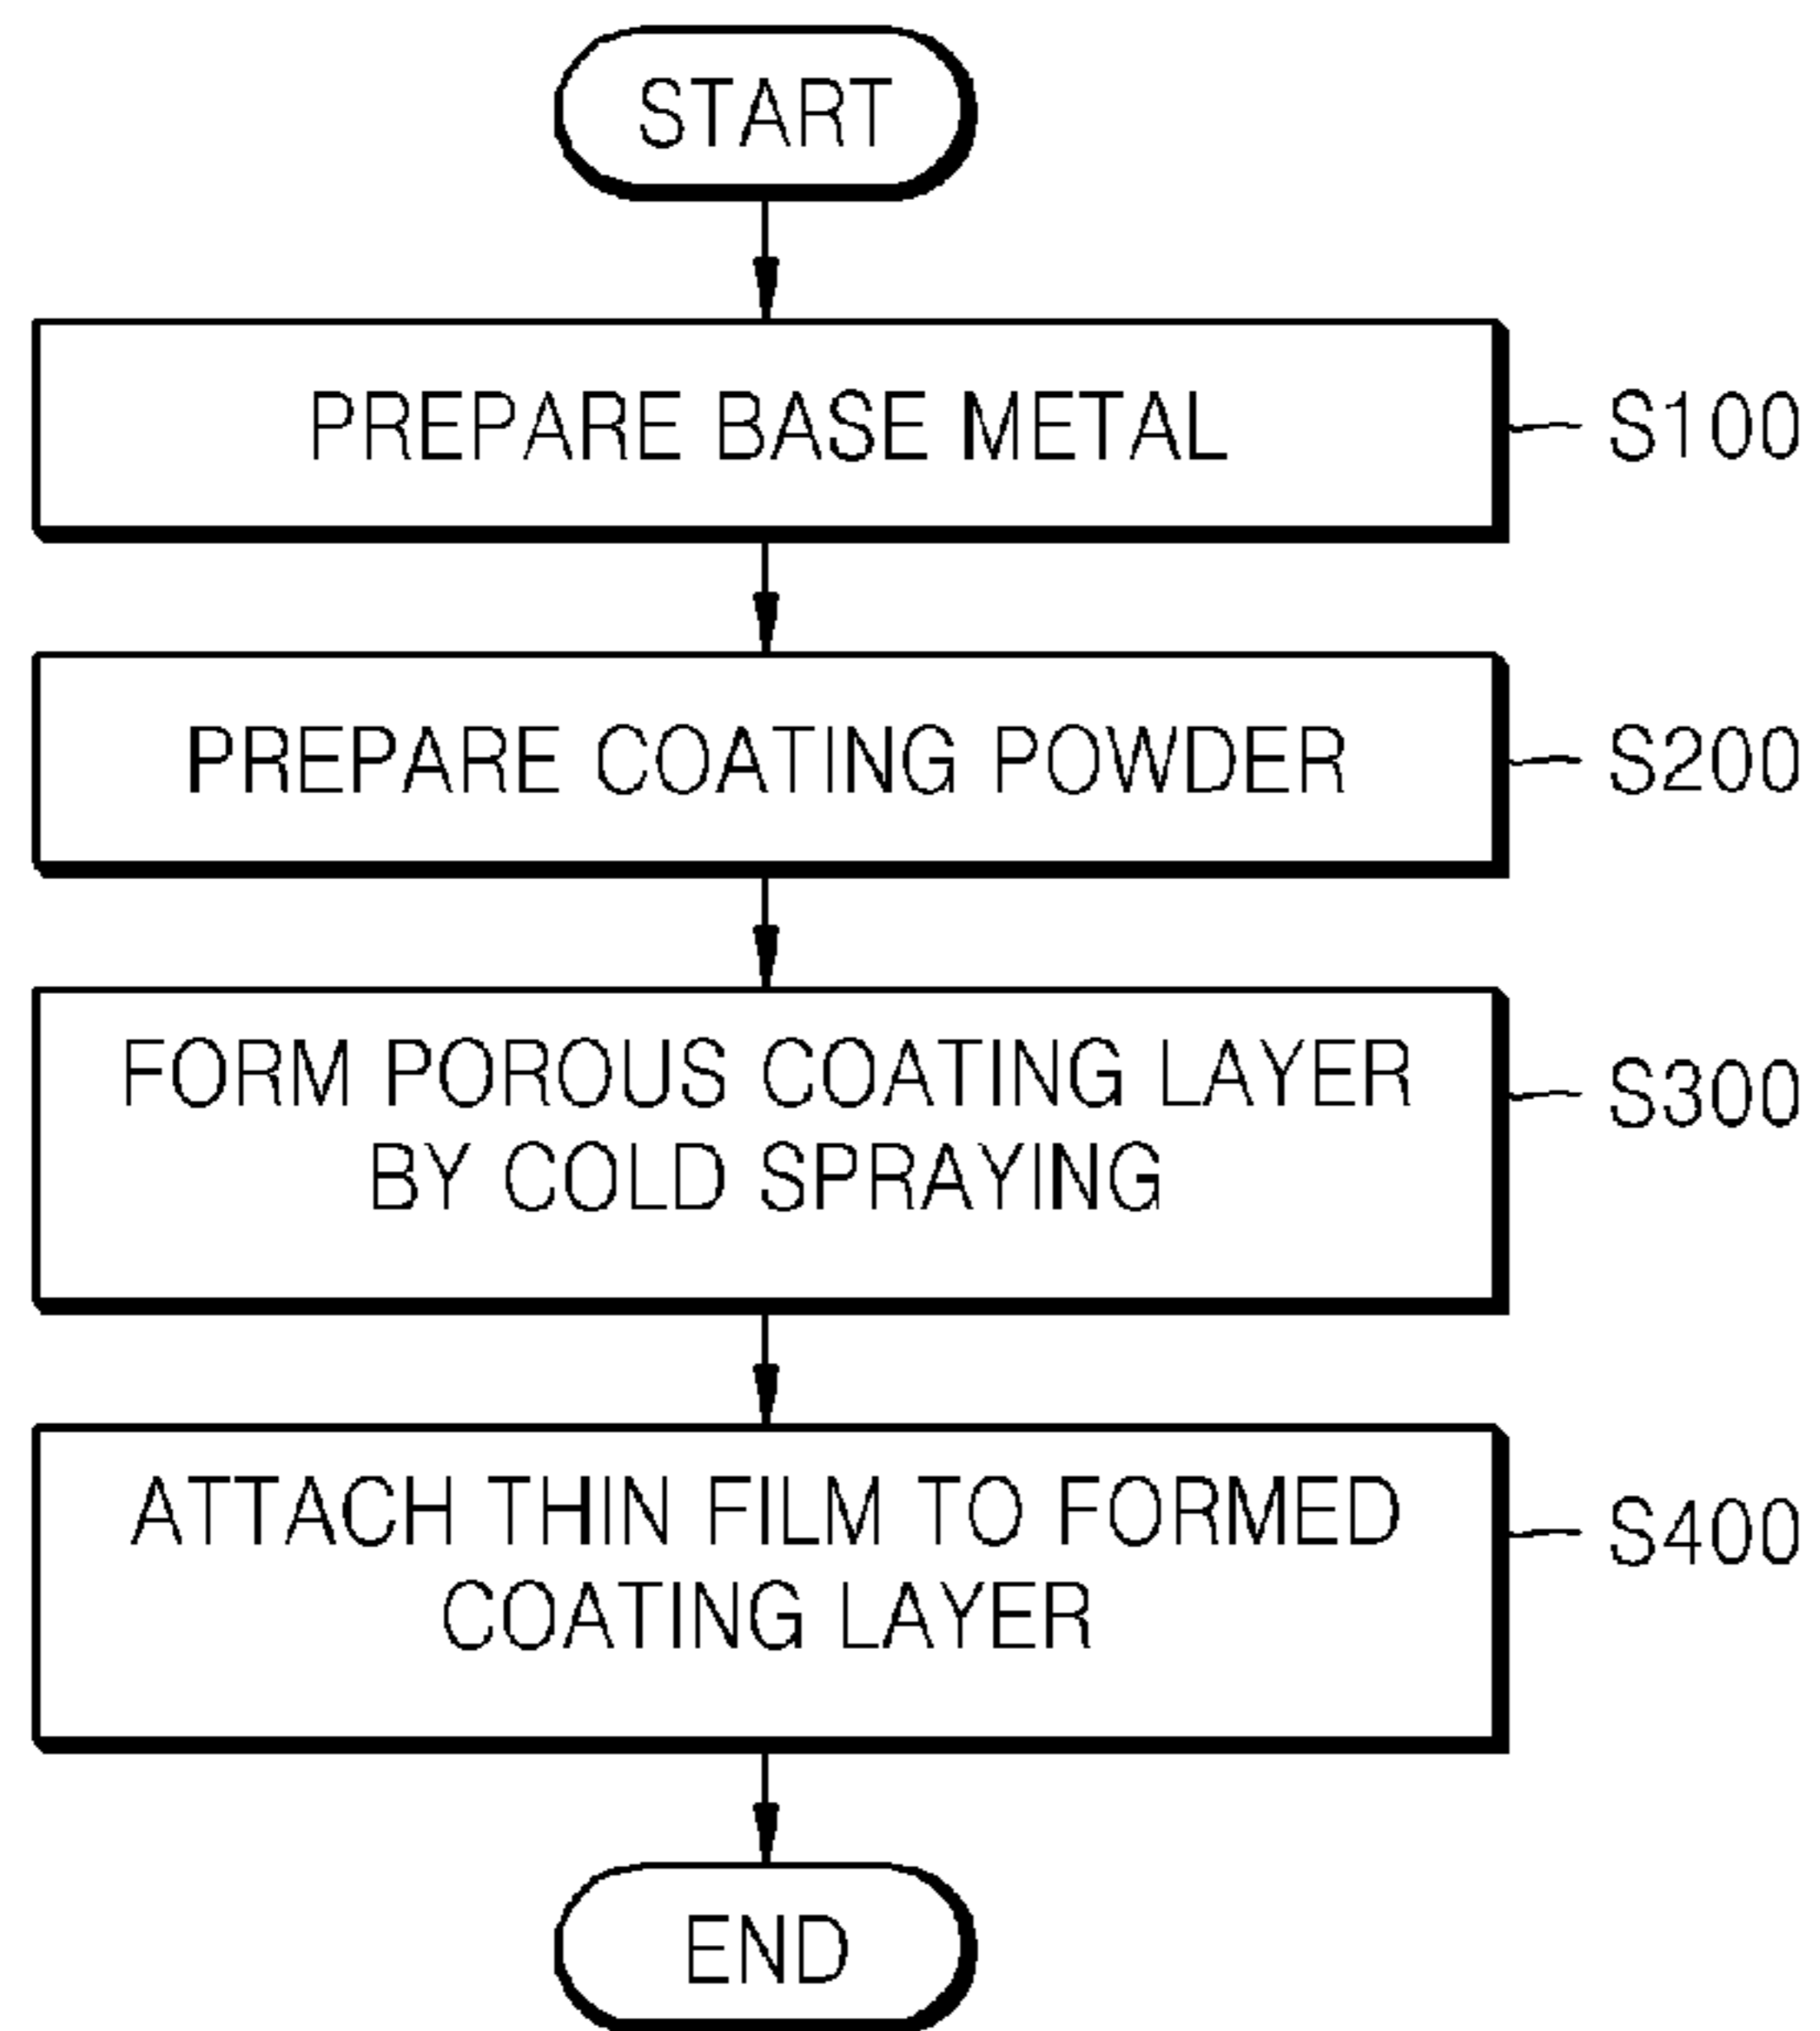 START
PREPARE BASE METAL
S100
PREPARE COATING POWDER
S200
FORM POROUS COATING LAYER
BY COLD SPRAYING
S300
ATTACH THIN FILM TO FORMED
COATING LAYER
S400
END